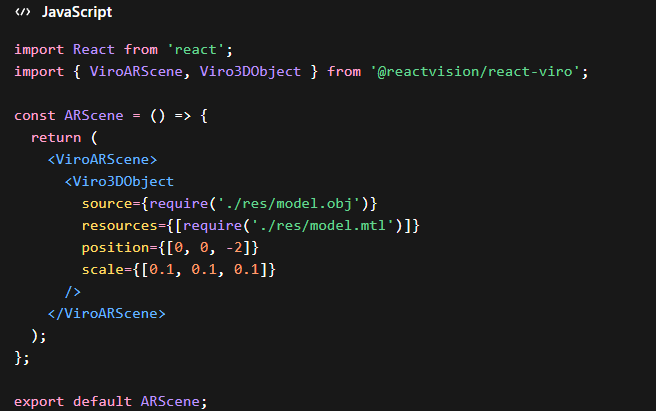 </> JavaScript
import React from 'react';
import { ViroARScene, Viro3DObject } from '@reactvision/react-viro';
const ARScene = () => {
  return (
    <ViroARScene>
      <Viro3DObject
        source={require('./res/model.obj')}
        resources={[require('./res/model.mtl')]}
        position={[0, 0, -2]}
        scale={[0.1, 0.1, 0.1]}
      />
    </ViroARScene>
  );
};
export default ARScene;